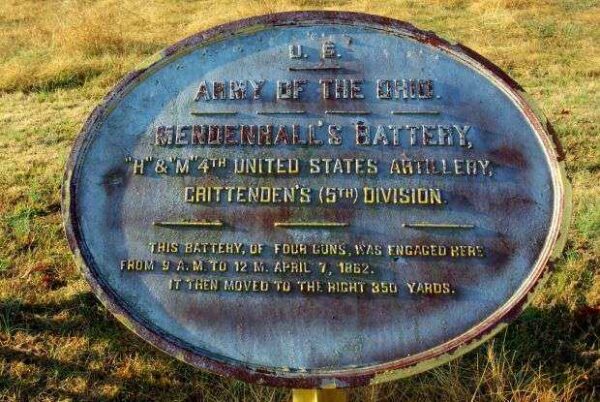 U. S.
ARMY OF THE OHIO.
MENDENHALL'S BATTERY,
"H" & "M" 4TH UNITED STATES ARTILLERY,
CRITTENDEN'S (5TH) DIVISION.
THIS BATTERY, OF FOUR GUNS, WAS ENGAGED HERE
FROM 9 A.M. TO 12 M. APRIL 7, 1862.
IT THEN MOVED TO THE RIGHT 350 YARDS.